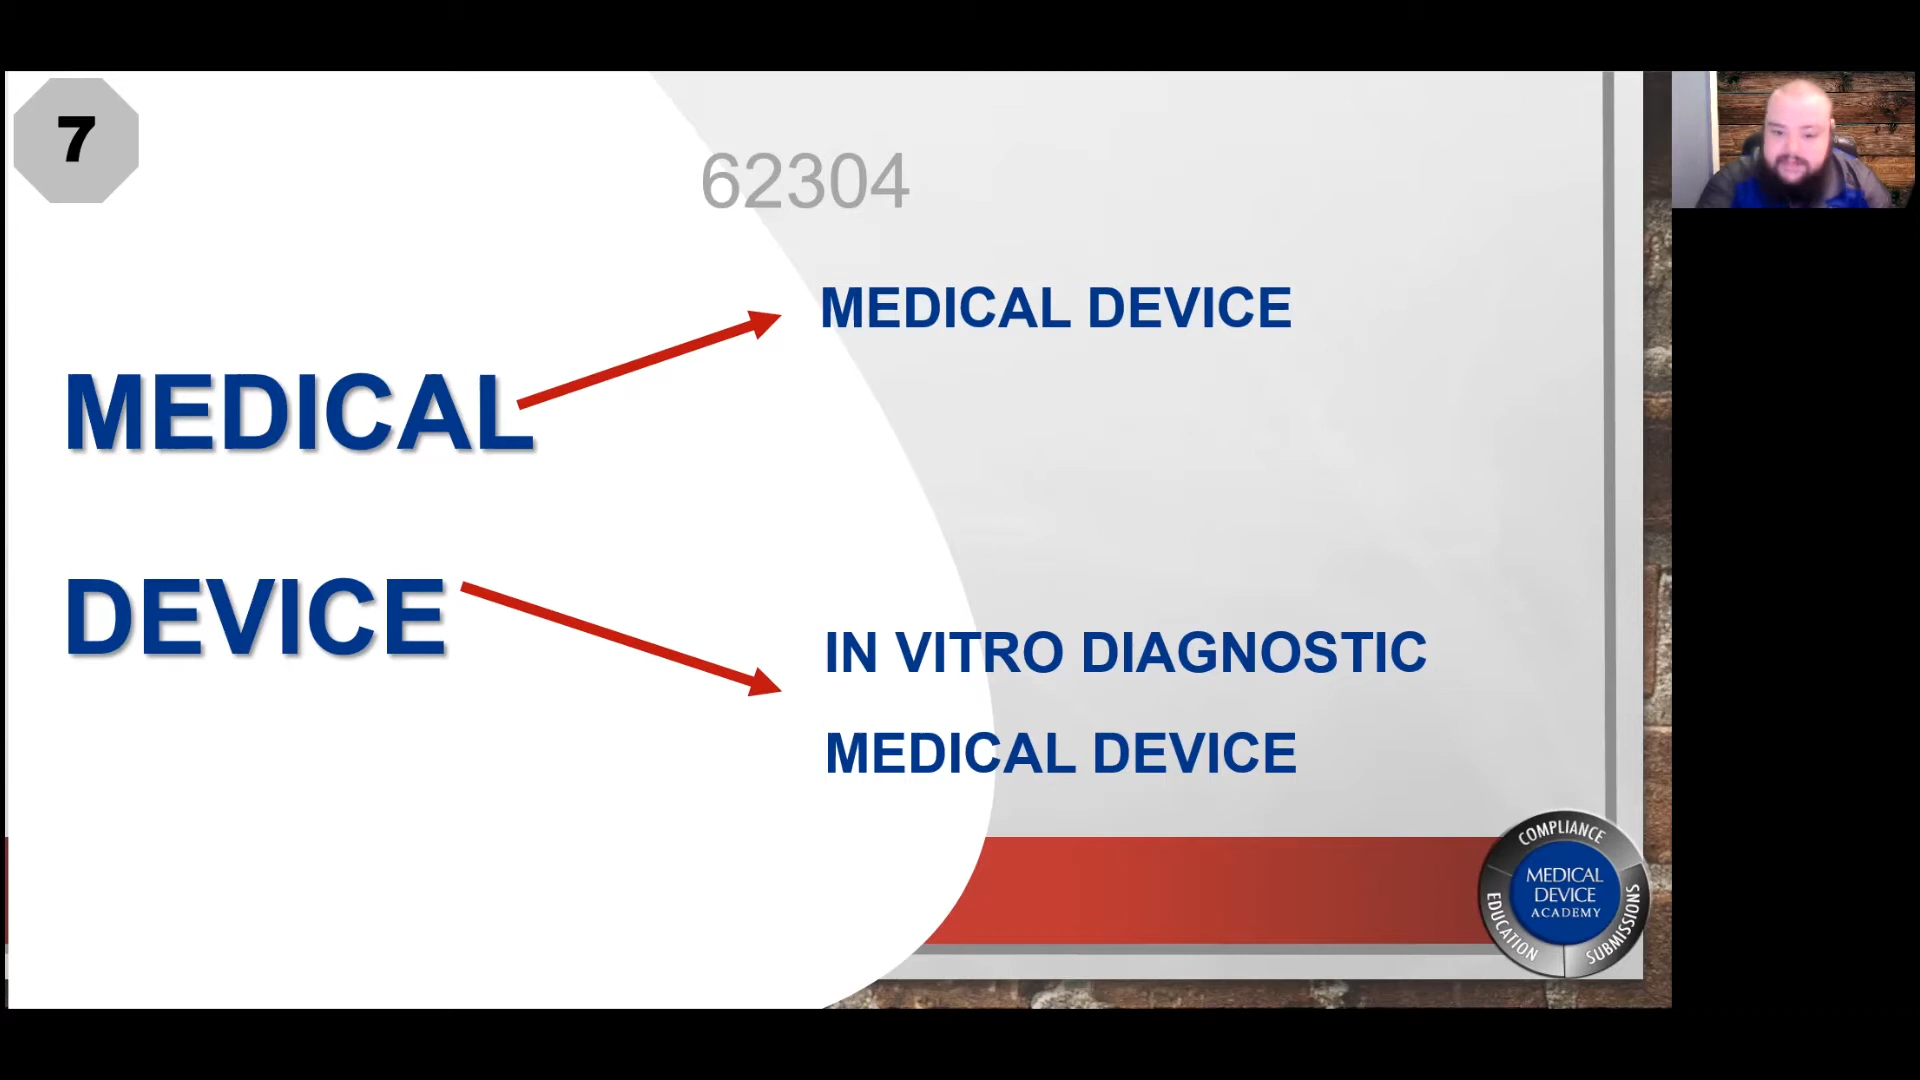 7
62304
MEDICAL DEVICE
MEDICAL
DEVICE
IN VITRO DIAGNOSTIC
MEDICAL DEVICE
COMPLIANCE
MEDICAL
DEVICE
ACADEMY
EDUCATION
SUBMISSIONS